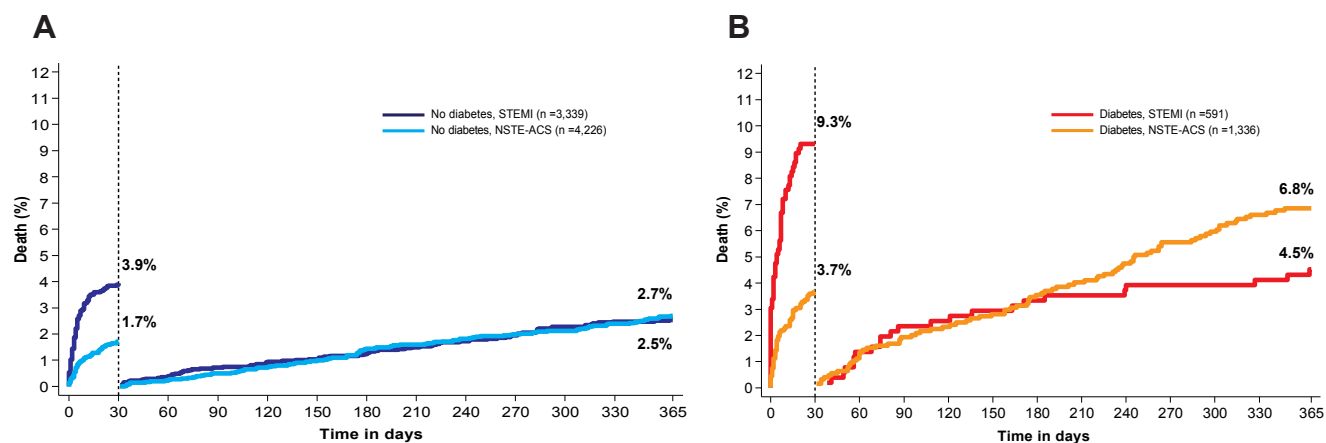 A
12
11
10
9
8
7
6
5
4
3
2
1
0
Death (%)
No diabetes, STEMI (n =3,339)
No diabetes, NSTE-ACS (n =4,226)
3.9%
1.7%
2.7%
2.5%
0 30 60 90 120 150 180 210 240 270 300 330 365
Time in days
B
12
11
10
9
8
7
6
5
4
3
2
1
0
Death (%)
Diabetes, STEMI (n =591)
Diabetes, NSTE-ACS (n =1,336)
9.3%
3.7%
6.8%
4.5%
0 30 60 90 120 150 180 210 240 270 300 330 365
Time in days